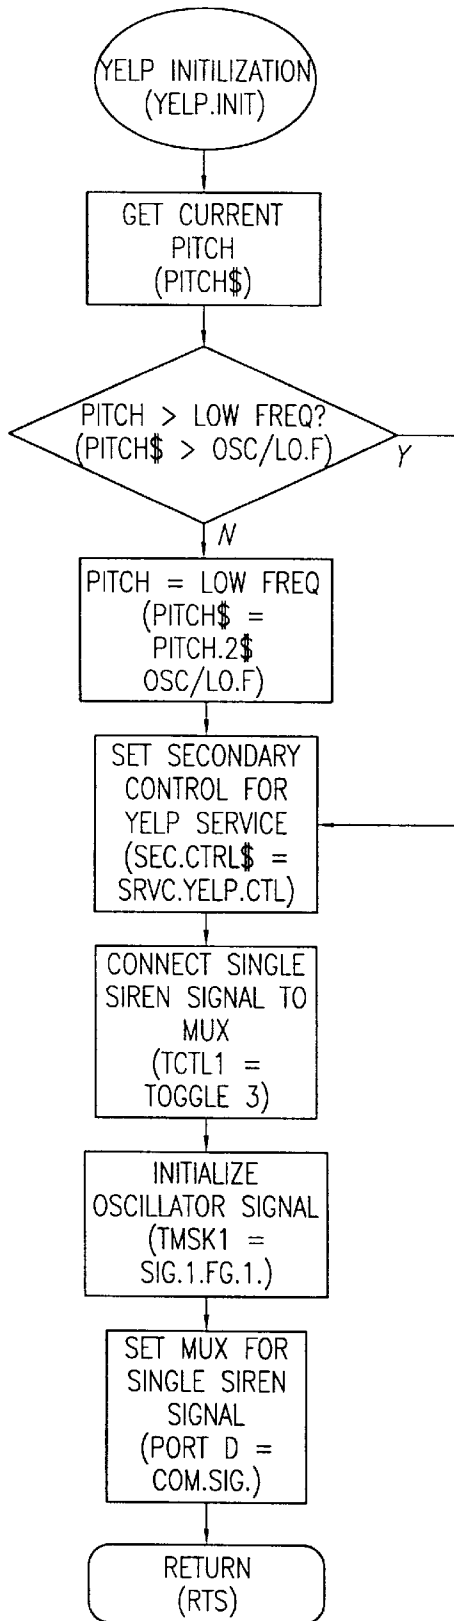 YELP INITILIZATION
(YELP.INIT)
GET CURRENT
PITCH
(PITCH$)
PITCH > LOW FREQ?
(PITCH$ > OSC/LO.F)
Y
N
PITCH = LOW FREQ
(PITCH$ =
PITCH.2$
OSC/LO.F)
SET SECONDARY
CONTROL FOR
YELP SERVICE
(SEC.CTRL$ =
SRVC.YELP.CTL)
CONNECT SINGLE
SIREN SIGNAL TO
MUX
(TCTL1 =
TOGGLE 3)
INITIALIZE
OSCILLATOR SIGNAL
(TMSK1 =
SIG.1.FG.1.)
SET MUX FOR
SINGLE SIREN
SIGNAL
(PORT D =
COM.SIG.)
RETURN
(RTS)